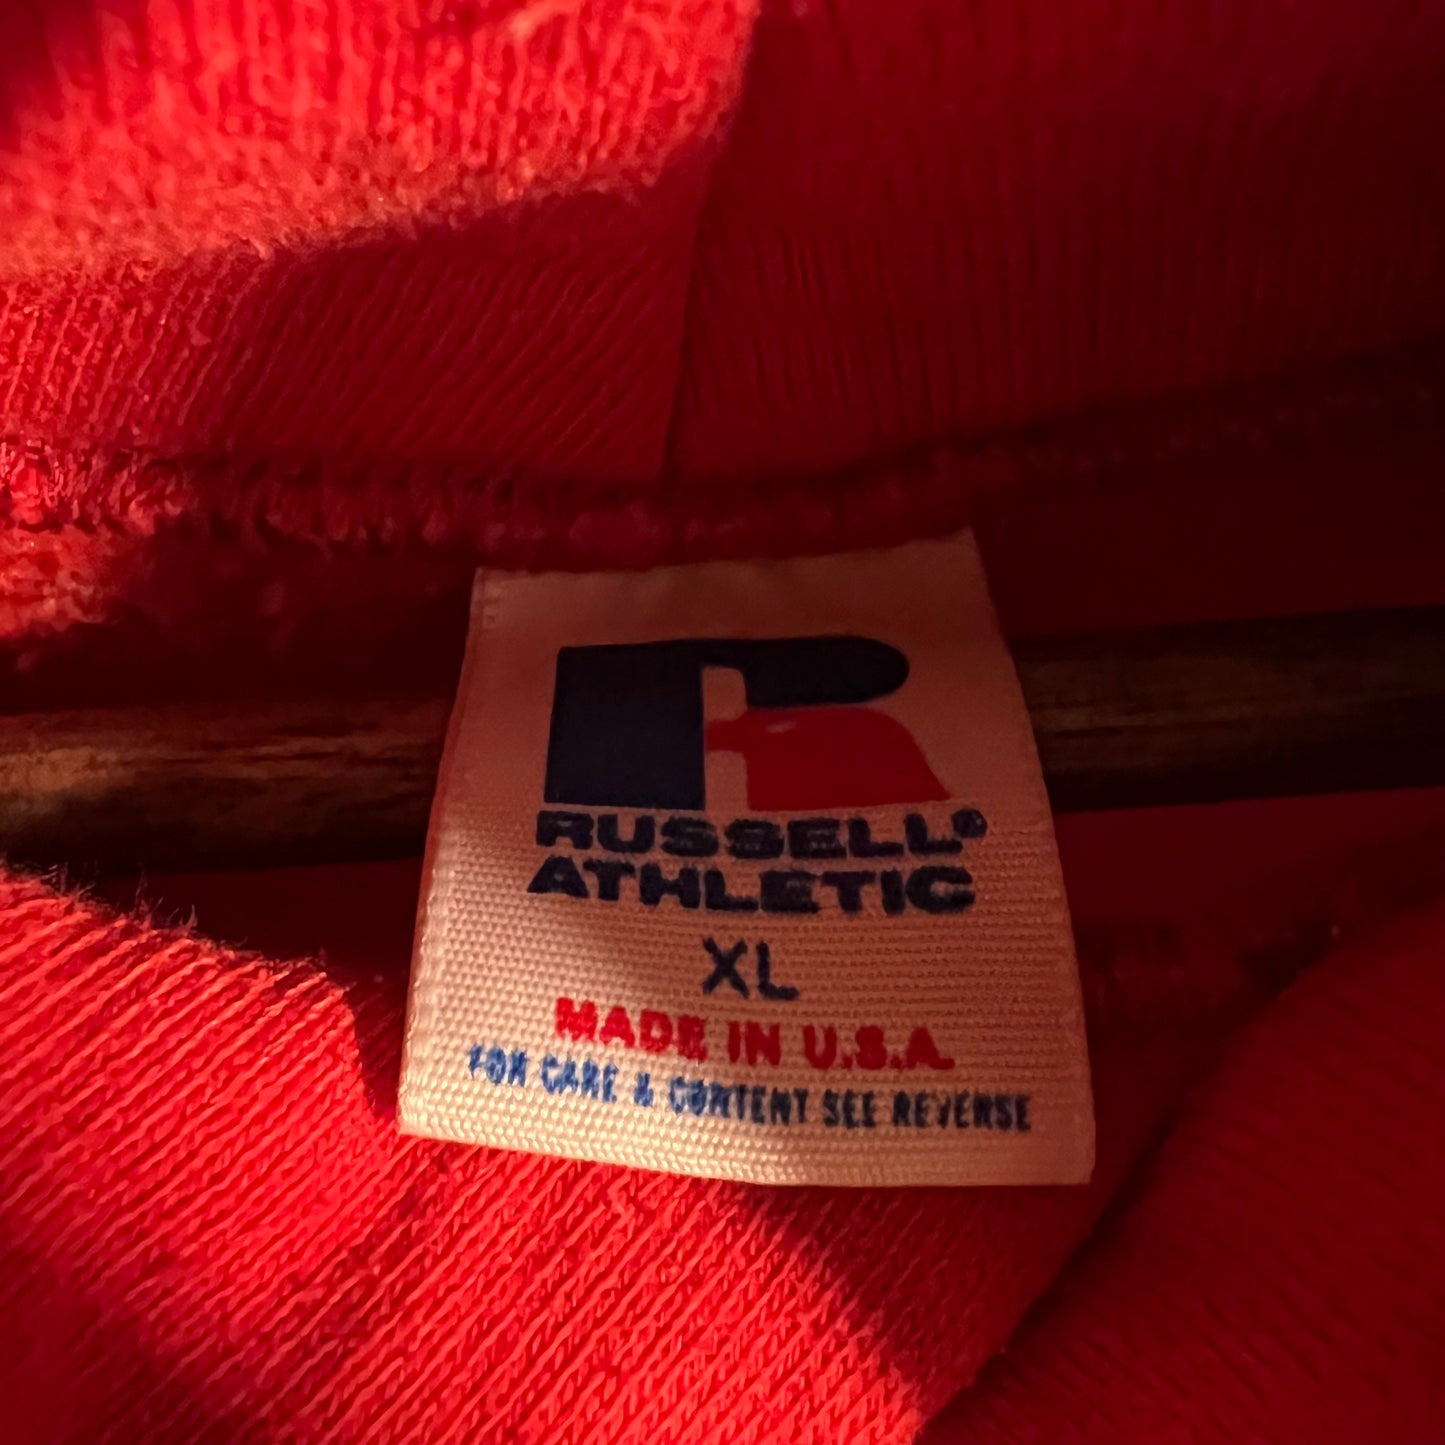 R
RUSSELL®
ATHLETIC
XL
MADE IN U.S.A.
FOR CARE & CONTENT SEE REVERSE